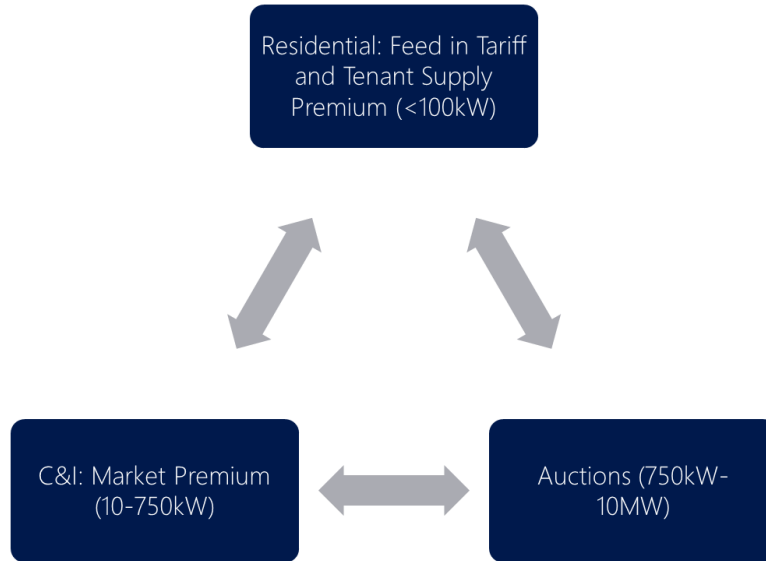 Residential: Feed in Tariff
and Tenant Supply
Premium (<100kW)
C&I: Market Premium
(10-750kW)
Auctions (750kW-
10MW)